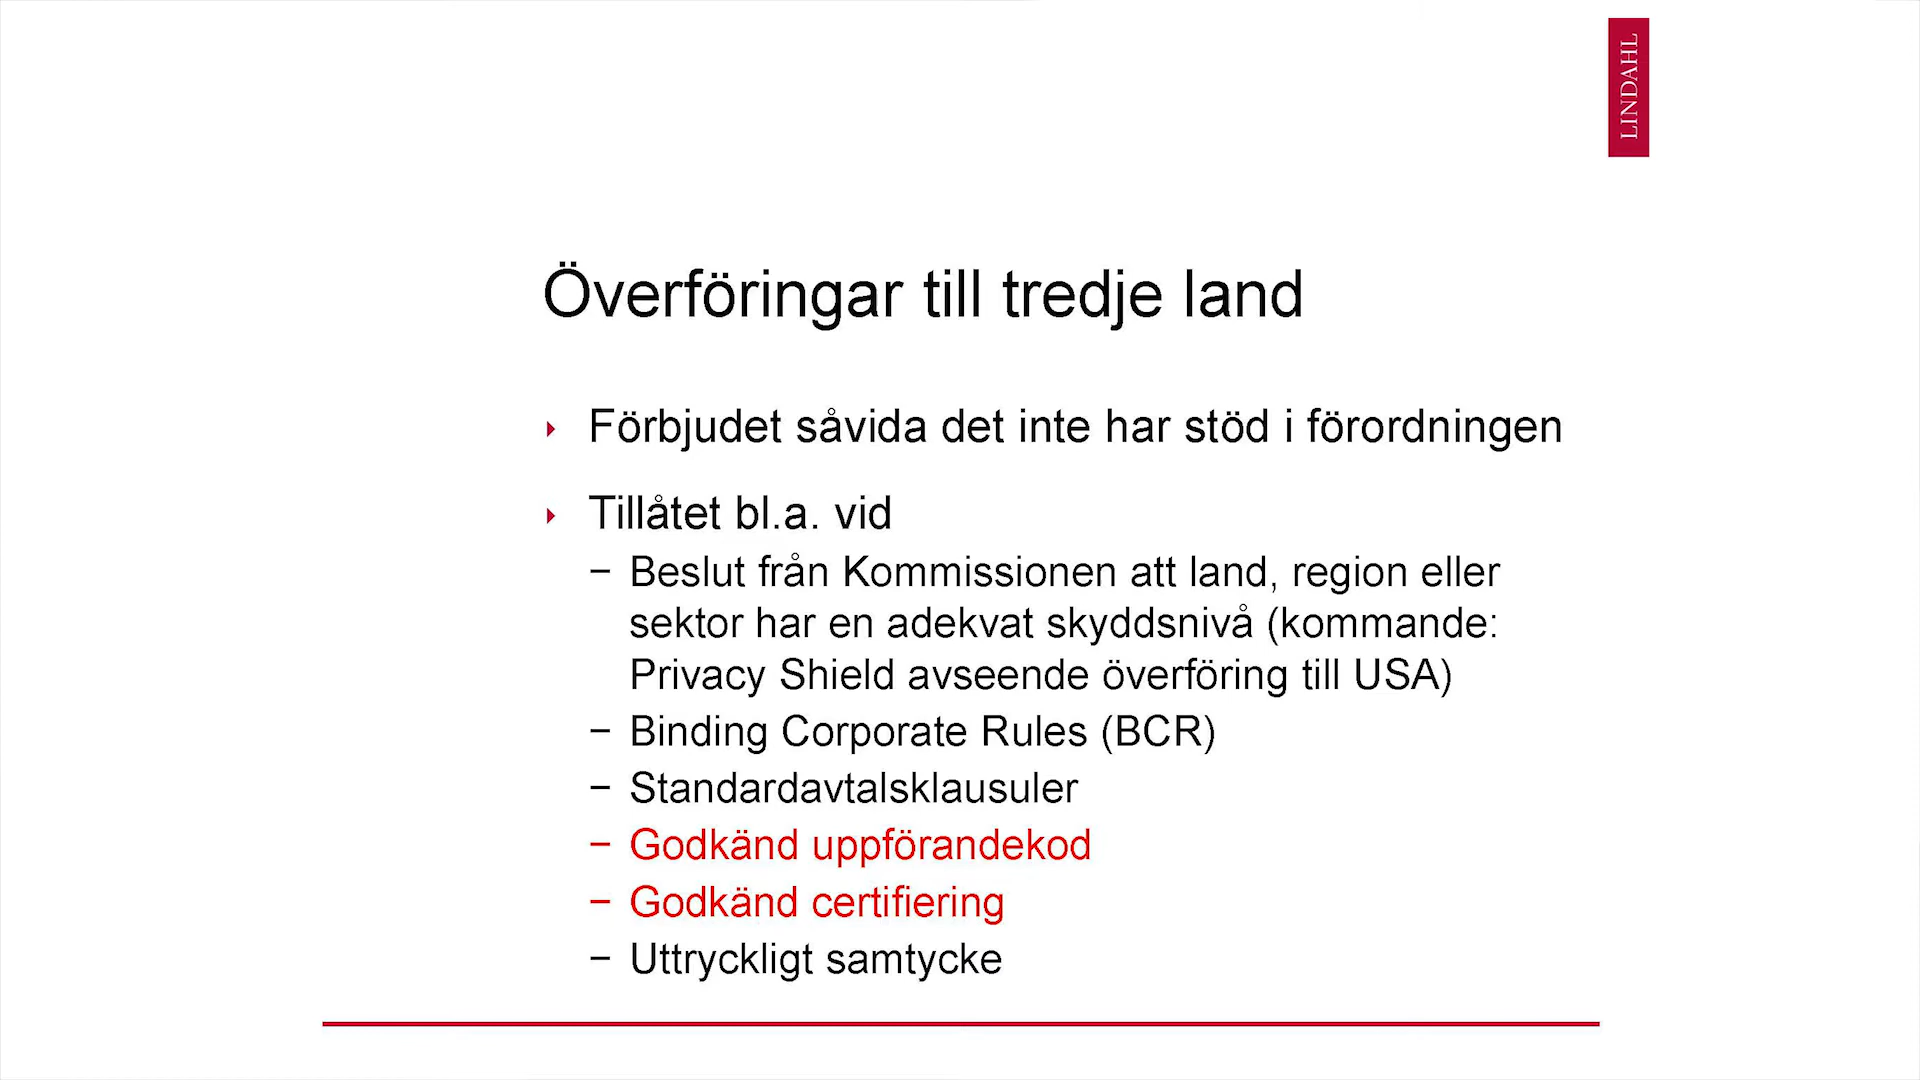 LINDAHL
Överföringar till tredje land
Förbjudet såvida det inte har stöd i förordningen
Tillåtet bl.a. vid
− Beslut från Kommissionen att land, region eller
sektor har en adekvat skyddsnivå (kommande:
Privacy Shield avseende överföring till USA)
− Binding Corporate Rules (BCR)
− Standardavtalsklausuler
− Godkänd uppförandekod
− Godkänd certifiering
− Uttryckligt samtycke